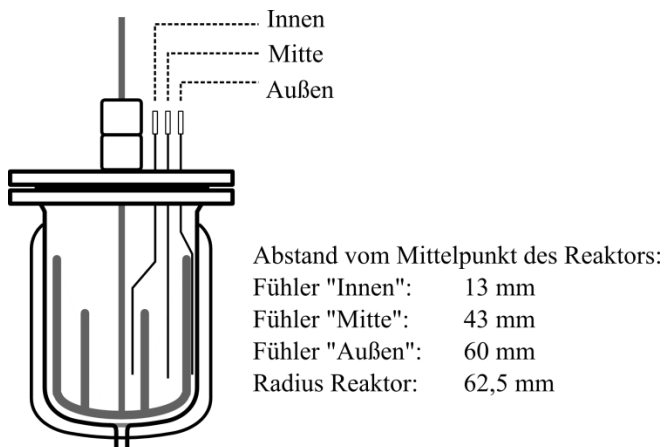 Innen
Mitte
Außen
Abstand vom Mittelpunkt des Reaktors:
Fühler "Innen": 13 mm
Fühler "Mitte": 43 mm
Fühler "Außen": 60 mm
Radius Reaktor: 62,5 mm